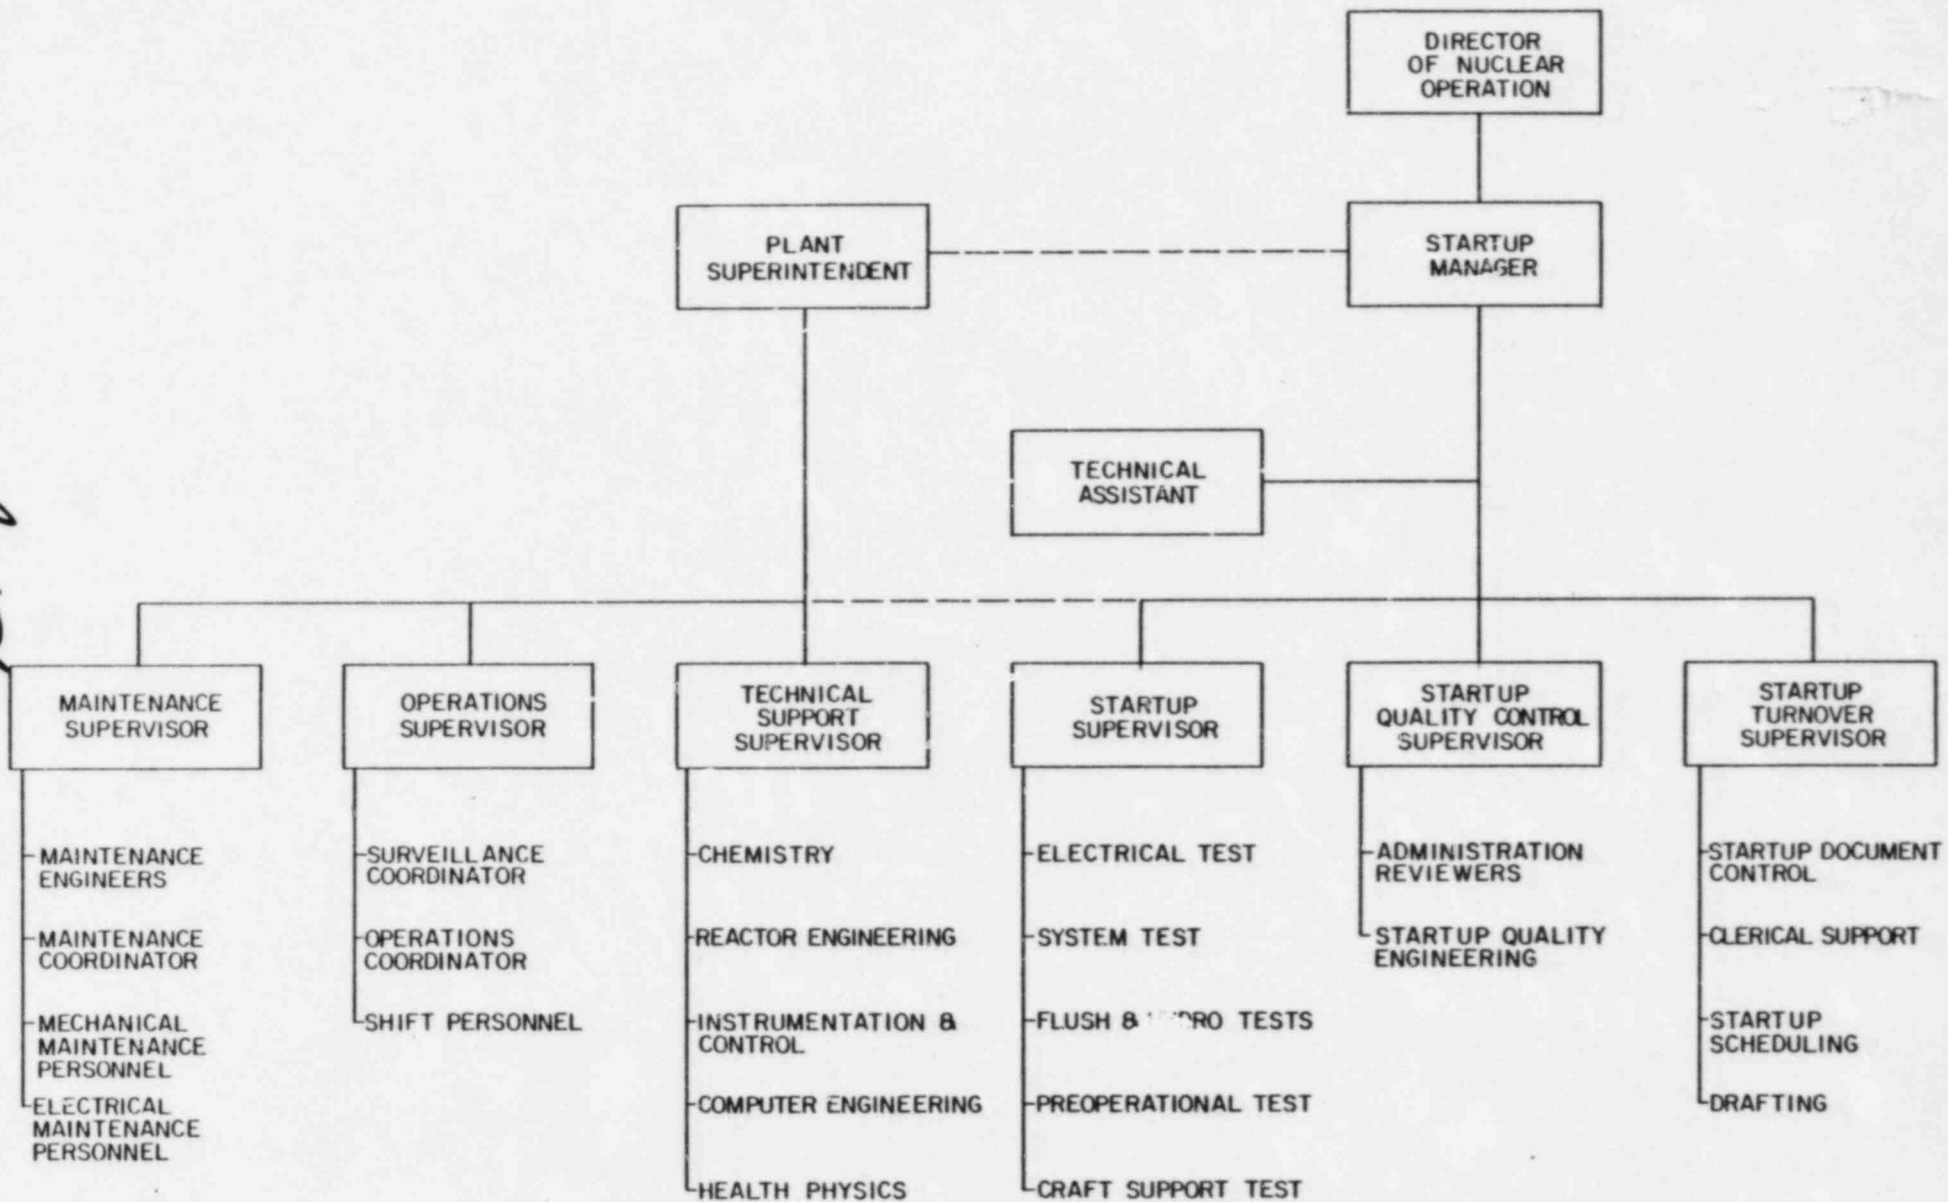 DIRECTOR
OF NUCLEAR
OPERATION
PLANT
SUPERINTENDENT
STARTUP
MANAGER
TECHNICAL
ASSISTANT
MAINTENANCE
SUPERVISOR
OPERATIONS
SUPERVISOR
TECHNICAL
SUPPORT
SUPERVISOR
STARTUP
SUPERVISOR
STARTUP
QUALITY CONTROL
SUPERVISOR
STARTUP
TURNOVER
SUPERVISOR
MAINTENANCE
ENGINEERS
MAINTENANCE
COORDINATOR
MECHANICAL
MAINTENANCE
PERSONNEL
ELECTRICAL
MAINTENANCE
PERSONNEL
SURVEILLANCE
COORDINATOR
OPERATIONS
COORDINATOR
SHIFT PERSONNEL
CHEMISTRY
REACTOR ENGINEERING
INSTRUMENTATION &
CONTROL
COMPUTER ENGINEERING
HEALTH PHYSICS
ELECTRICAL TEST
SYSTEM TEST
FLUSH & TESTS
PREOPERATIONAL TEST
CRAFT SUPPORT TEST
ADMINISTRATION
REVIEWERS
STARTUP QUALITY
ENGINEERING
STARTUP DOCUMENT
CONTROL
CLERICAL SUPPORT
STARTUP
SCHEDULING
DRAFTING